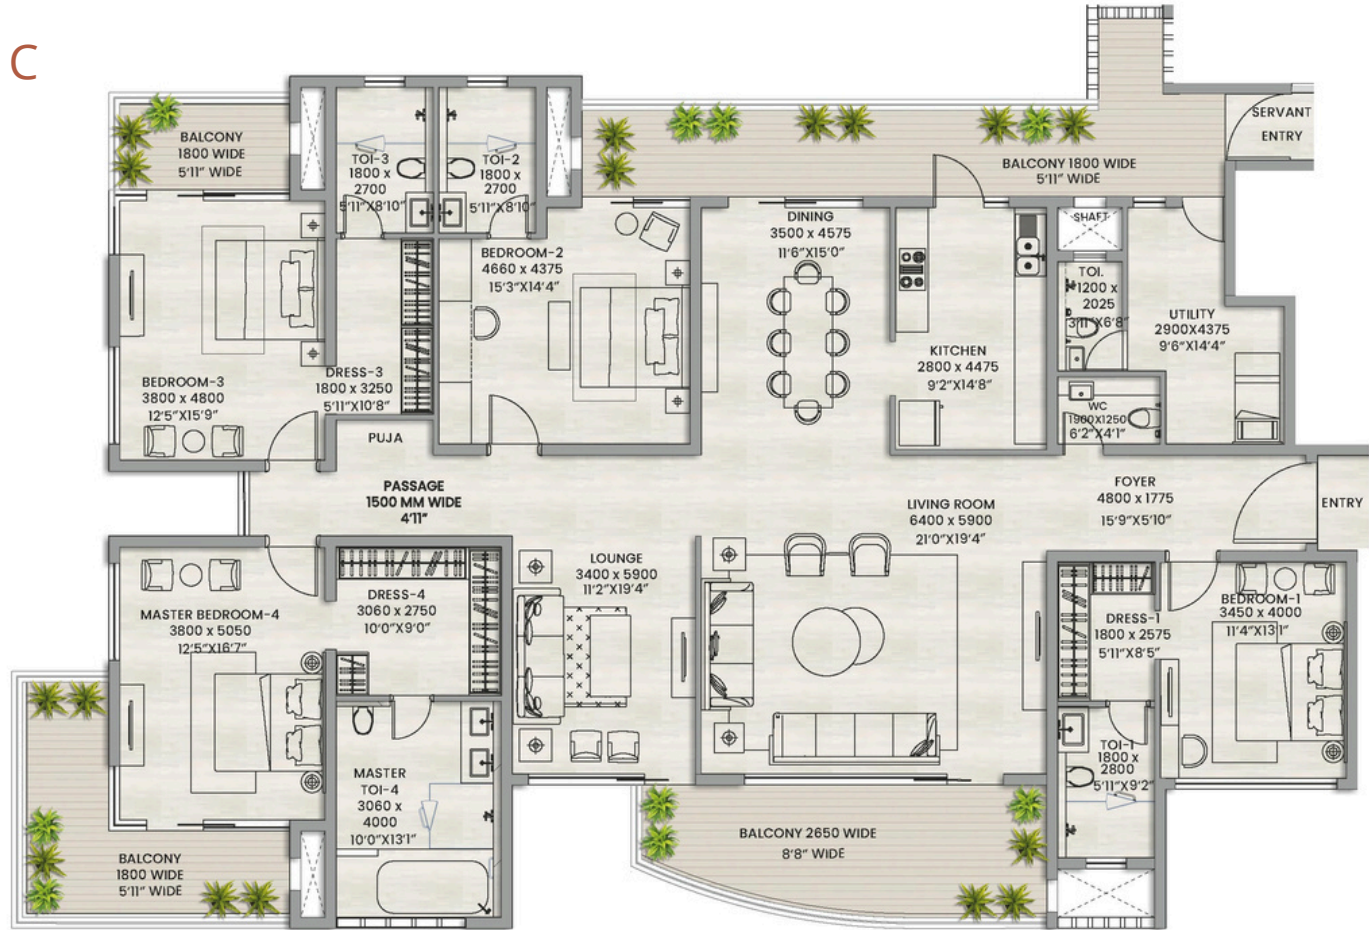 C
SERVANT
ENTRY
BALCONY
1800 WIDE
5'11" WIDE
TOI-3
1800 x
2700
5'11"X8'10"
TOI-2
1800 x
2700
5'11"X8'10"
BALCONY 1800 WIDE
5'11" WIDE
BEDROOM-2
4660 x 4375
15'3"X14'4"
DINING
3500 x 4575
11'6"X15'0"
SHAFT
TOI.
1200 x
2025
3'11"X6'8"
UTILITY
2900X4375
9'6"X14'4"
KITCHEN
2800 x 4475
9'2"X14'8"
BEDROOM-3
3800 x 4800
12'5"X15'9"
DRESS-3
1800 x 3250
5'11"X10'8"
WC
1900X1250
6'2"X4'1"
PUJA
PASSAGE
1500 MM WIDE
4'11"
LIVING ROOM
6400 x 5900
21'0"X19'4"
FOYER
4800 x 1775
15'9"X5'10"
ENTRY
LOUNGE
3400 x 5900
11'2"X19'4"
DRESS-4
3060 x 2750
10'0"X9'0"
MASTER BEDROOM-4
3800 x 5050
12'5"X16'7"
DRESS-1
1800 x 2575
5'11"X8'5"
BEDROOM-1
3450 x 4000
11'4"X13'1"
MASTER
TOI-4
3060 x
4000
10'0"X13'1"
TOI-1
1800 x
2800
5'11"X9'2"
BALCONY 2650 WIDE
8'8" WIDE
BALCONY
1800 WIDE
5'11" WIDE